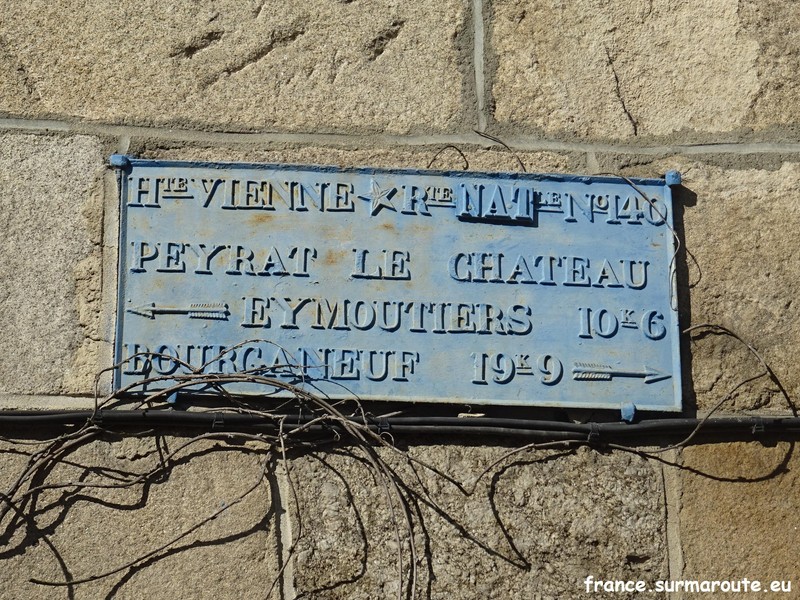 HTE VIENNE RTE NATLE No 140
PEYRAT LE CHATEAU
EYMOUTIERS 10K6
BOURGANEUF 19K9
france.surmaroute.eu